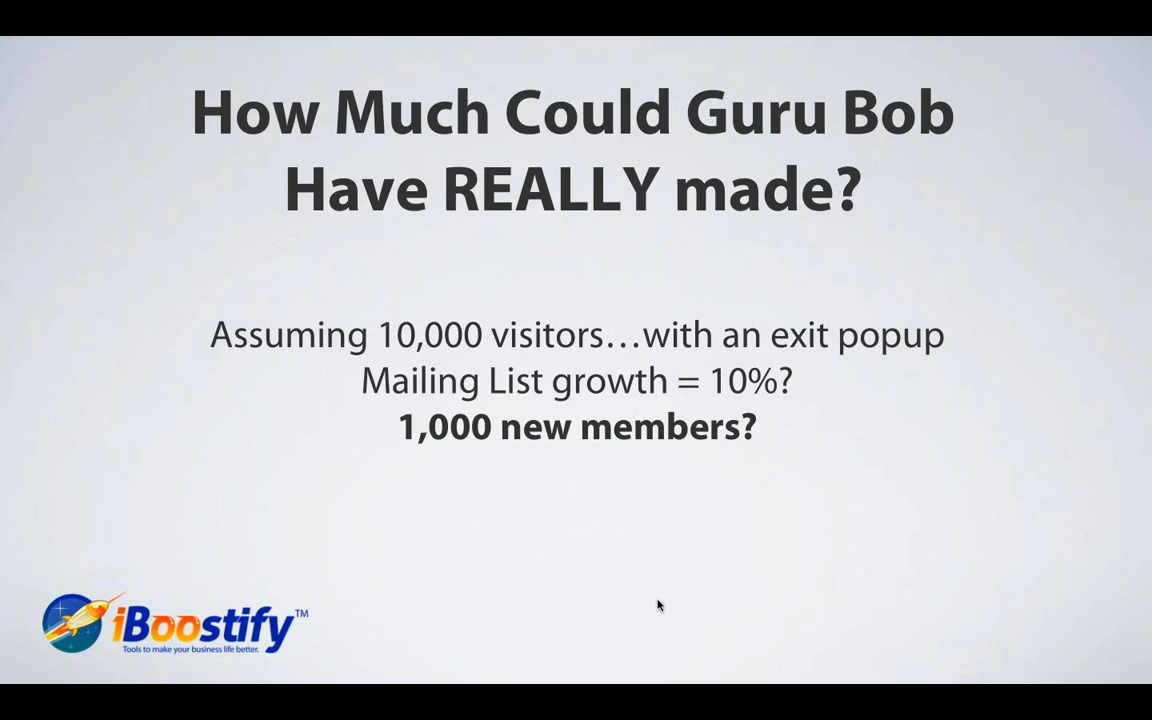 How Much Could Guru Bob
Have REALLY made?
Assuming 10,000 visitors…with an exit popup
Mailing List growth = 10%?
1,000 new members?
iBoostify™
Tools to make your business life better.